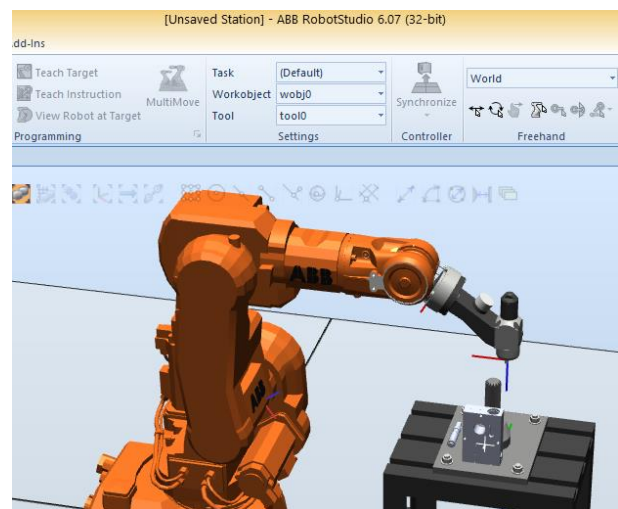 [Unsaved Station] - ABB RobotStudio 6.07 (32-bit)
Add-Ins
Teach Target
Teach Instruction
View Robot at Target
MultiMove
Programming
Task (Default)
Workobject wobj0
Tool tool0
Settings
Synchronize
Controller
World
Freehand
ABB
ABB